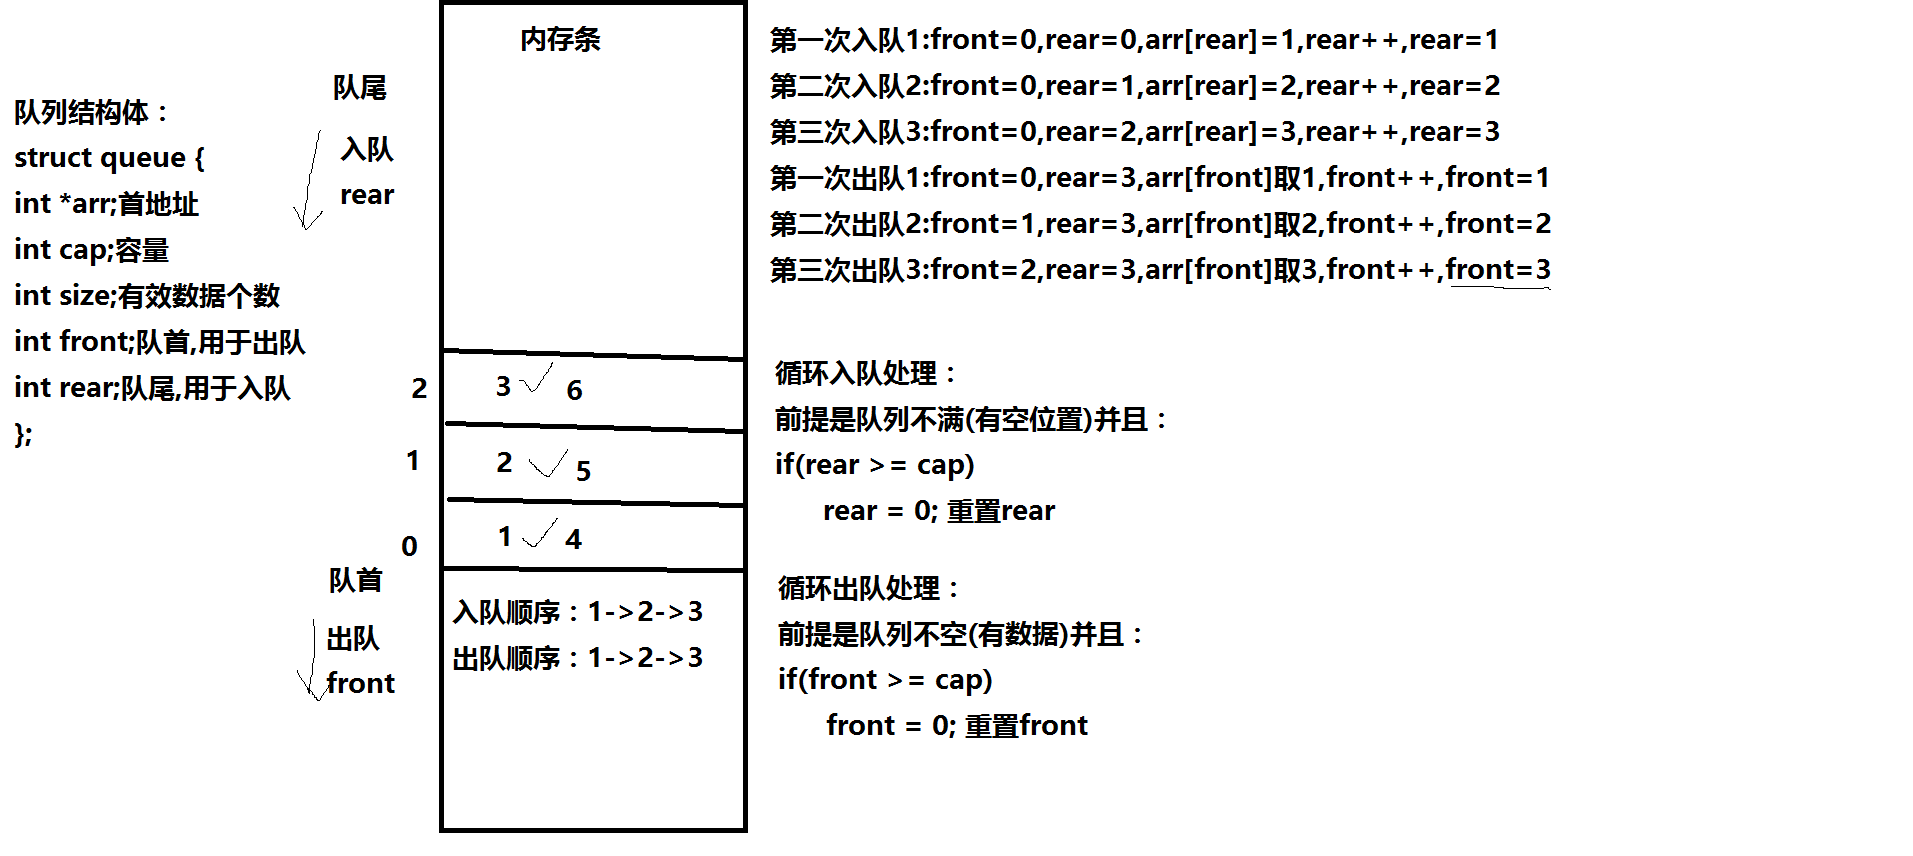 队列结构体：
struct queue {
int *arr;首地址
int cap;容量
int size;有效数据个数
int front;队首,用于出队
int rear;队尾,用于入队
};
队尾
入队
rear
内存条
2
3 6
1
2 5
0
1 4
队首
出队
front
入队顺序：1->2->3
出队顺序：1->2->3
第一次入队1:front=0,rear=0,arr[rear]=1,rear++,rear=1
第二次入队2:front=0,rear=1,arr[rear]=2,rear++,rear=2
第三次入队3:front=0,rear=2,arr[rear]=3,rear++,rear=3
第一次出队1:front=0,rear=3,arr[front]取1,front++,front=1
第二次出队2:front=1,rear=3,arr[front]取2,front++,front=2
第三次出队3:front=2,rear=3,arr[front]取3,front++,front=3
循环入队处理：
前提是队列不满(有空位置)并且：
if(rear >= cap)
rear = 0; 重置rear
循环出队处理：
前提是队列不空(有数据)并且：
if(front >= cap)
front = 0; 重置front